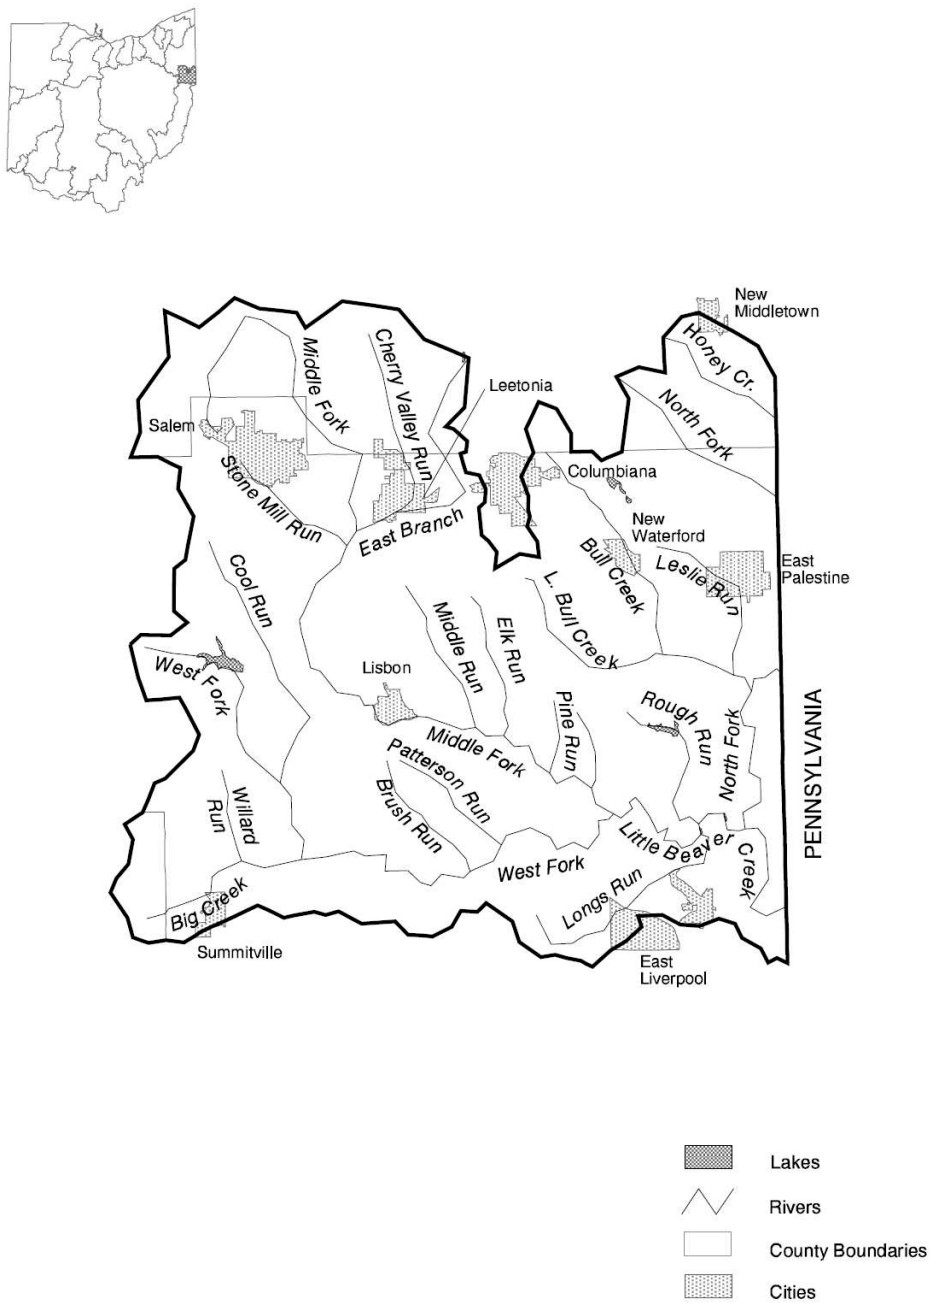 New
Middletown
Honey Cr.
Middle Fork
Cherry Valley Run
Leetonia
North Fork
Salem
Columbiana
Stone Mill Run
East Branch
New
Waterford
Bull Creek
Leslie Run
East
Palestine
Cool Run
L. Bull Creek
Middle Run
Elk Run
West Fork
Lisbon
Pine Run
Rough Run
North Fork
PENNSYLVANIA
Middle Fork
Patterson Run
Brush Run
Willard
Run
Little Beaver
Creek
West Fork
Longs Run
Big Creek
Summitville
East
Liverpool
Lakes
Rivers
County Boundaries
Cities